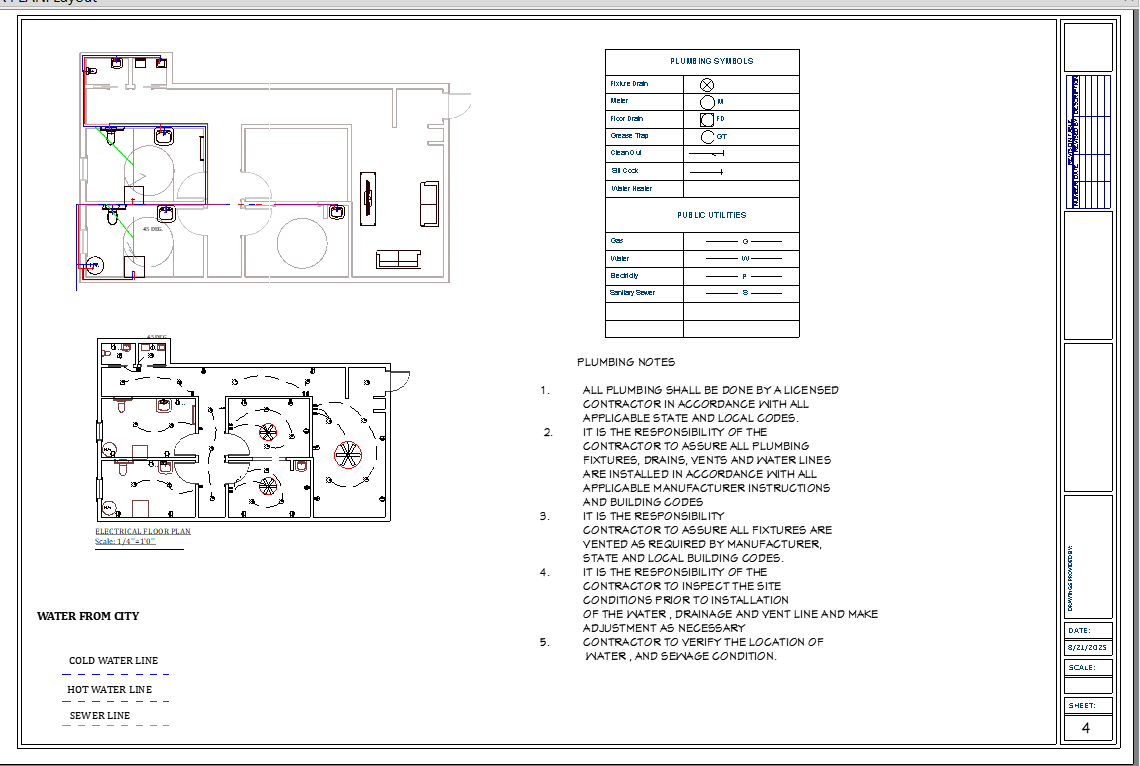 45 DEG.
PLUMBING SYMBOLS
Fixture Drain
Meter M
Floor Drain FD
Grease Trap GT
Clean Out
Sill Cock
Water Heater
PUBLIC UTILITIES
Gas G
Water W
Electricity P
Sanitary Sewer S
ELECTRICAL FLOOR PLAN
Scale: 1/4"=1'0"
WATER FROM CITY
COLD WATER LINE
HOT WATER LINE
SEWER LINE
PLUMBING NOTES
1. ALL PLUMBING SHALL BE DONE BY A LICENSED
CONTRACTOR IN ACCORDANCE WITH ALL
APPLICABLE STATE AND LOCAL CODES.
2. IT IS THE RESPONSIBILITY OF THE
CONTRACTOR TO ASSURE ALL PLUMBING
FIXTURES, DRAINS, VENTS AND WATER LINES
ARE INSTALLED IN ACCORDANCE WITH ALL
APPLICABLE MANUFACTURER INSTRUCTIONS
AND BUILDING CODES
3. IT IS THE RESPONSIBILITY
CONTRACTOR TO ASSURE ALL FIXTURES ARE
VENTED AS REQUIRED BY MANUFACTURER,
STATE AND LOCAL BUILDING CODES.
4. IT IS THE RESPONSIBILITY OF THE
CONTRACTOR TO INSPECT THE SITE
CONDITIONS PRIOR TO INSTALLATION
OF THE WATER , DRAINAGE AND VENT LINE AND MAKE
ADJUSTMENT AS NECESSARY
5. CONTRACTOR TO VERIFY THE LOCATION OF
WATER , AND SEWAGE CONDITION.
REVISION TABLE
NUMBER DATE REVISED BY DESCRIPTION
DRAWINGS PROVIDED BY:
DATE:
8/21/2025
SCALE:
SHEET:
4